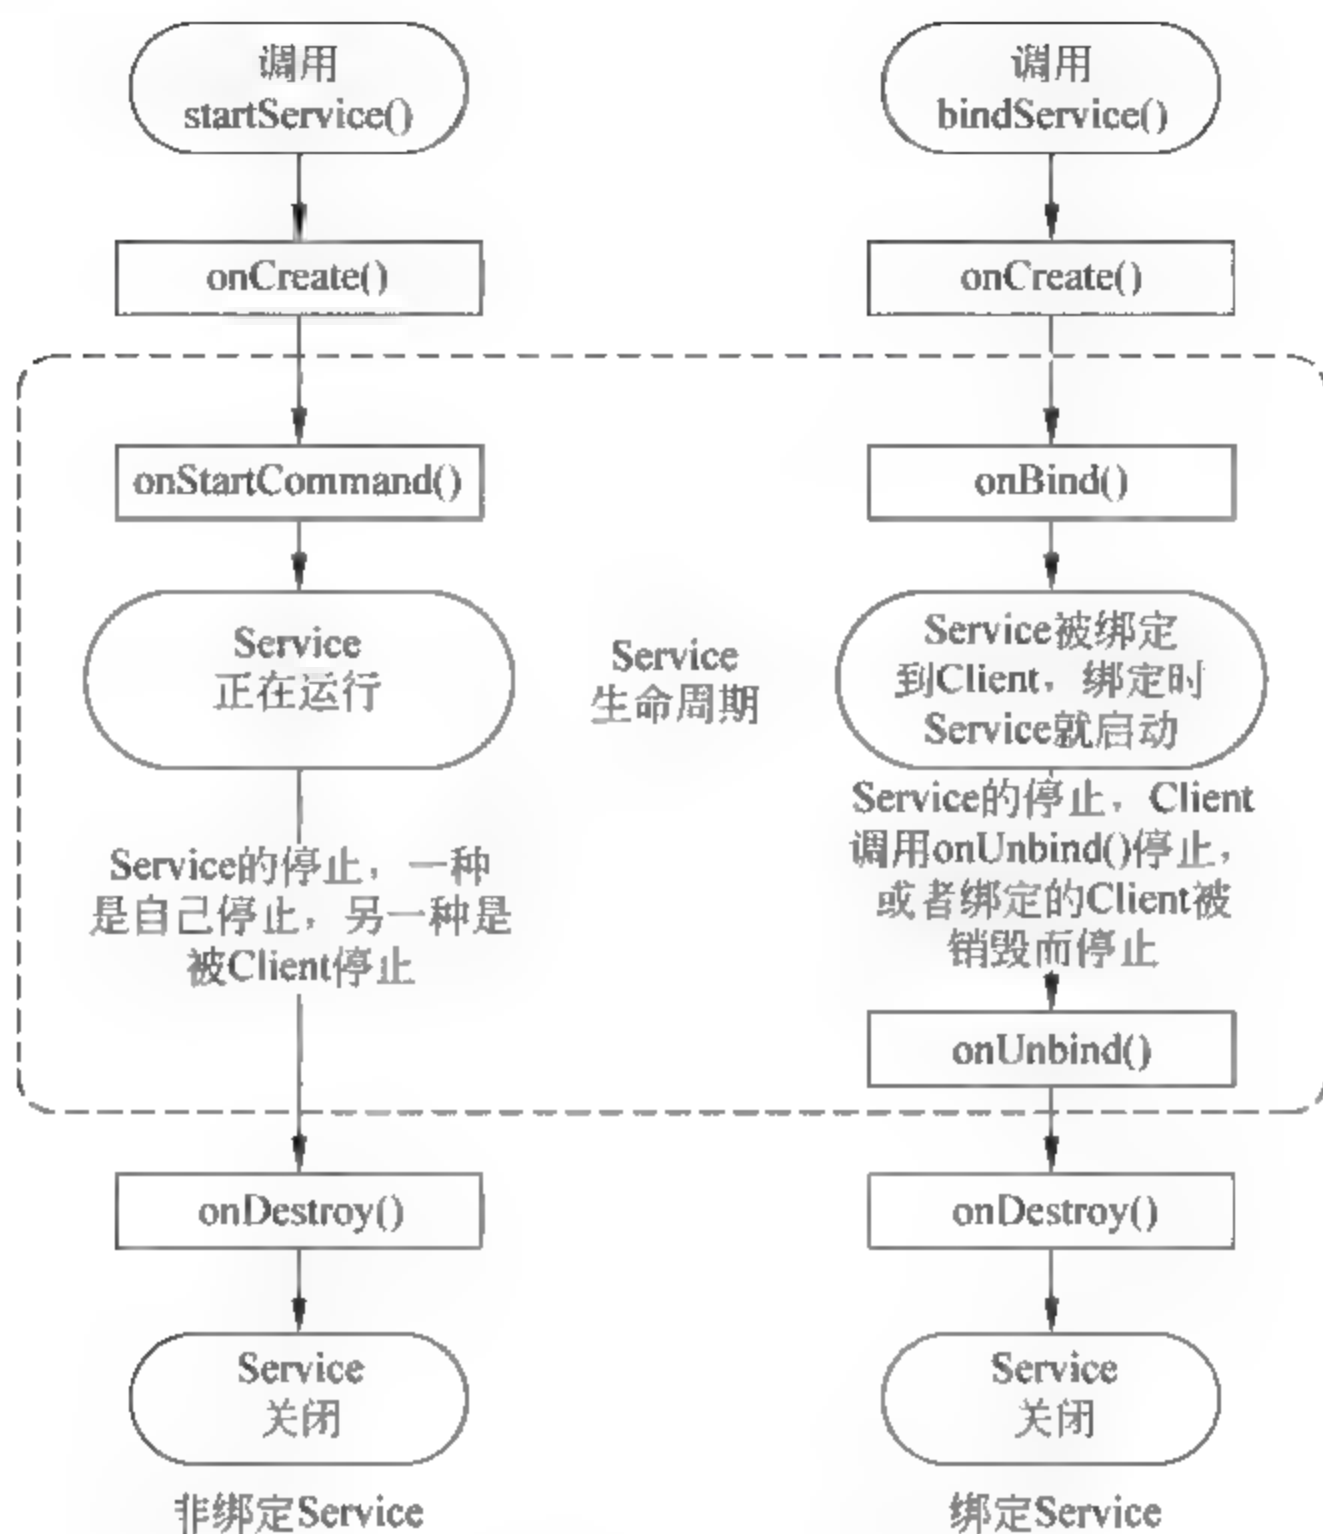 调用
startService()
onCreate()
onStartCommand()
Service
正在运行
Service的停止，一种
是自己停止，另一种是
被Client停止
onDestroy()
Service
关闭
非绑定Service
Service
生命周期
调用
bindService()
onCreate()
onBind()
Service被绑定
到Client，绑定时
Service就启动
Service的停止，Client
调用onUnbind()停止，
或者绑定的Client被
销毁而停止
onUnbind()
onDestroy()
Service
关闭
绑定Service